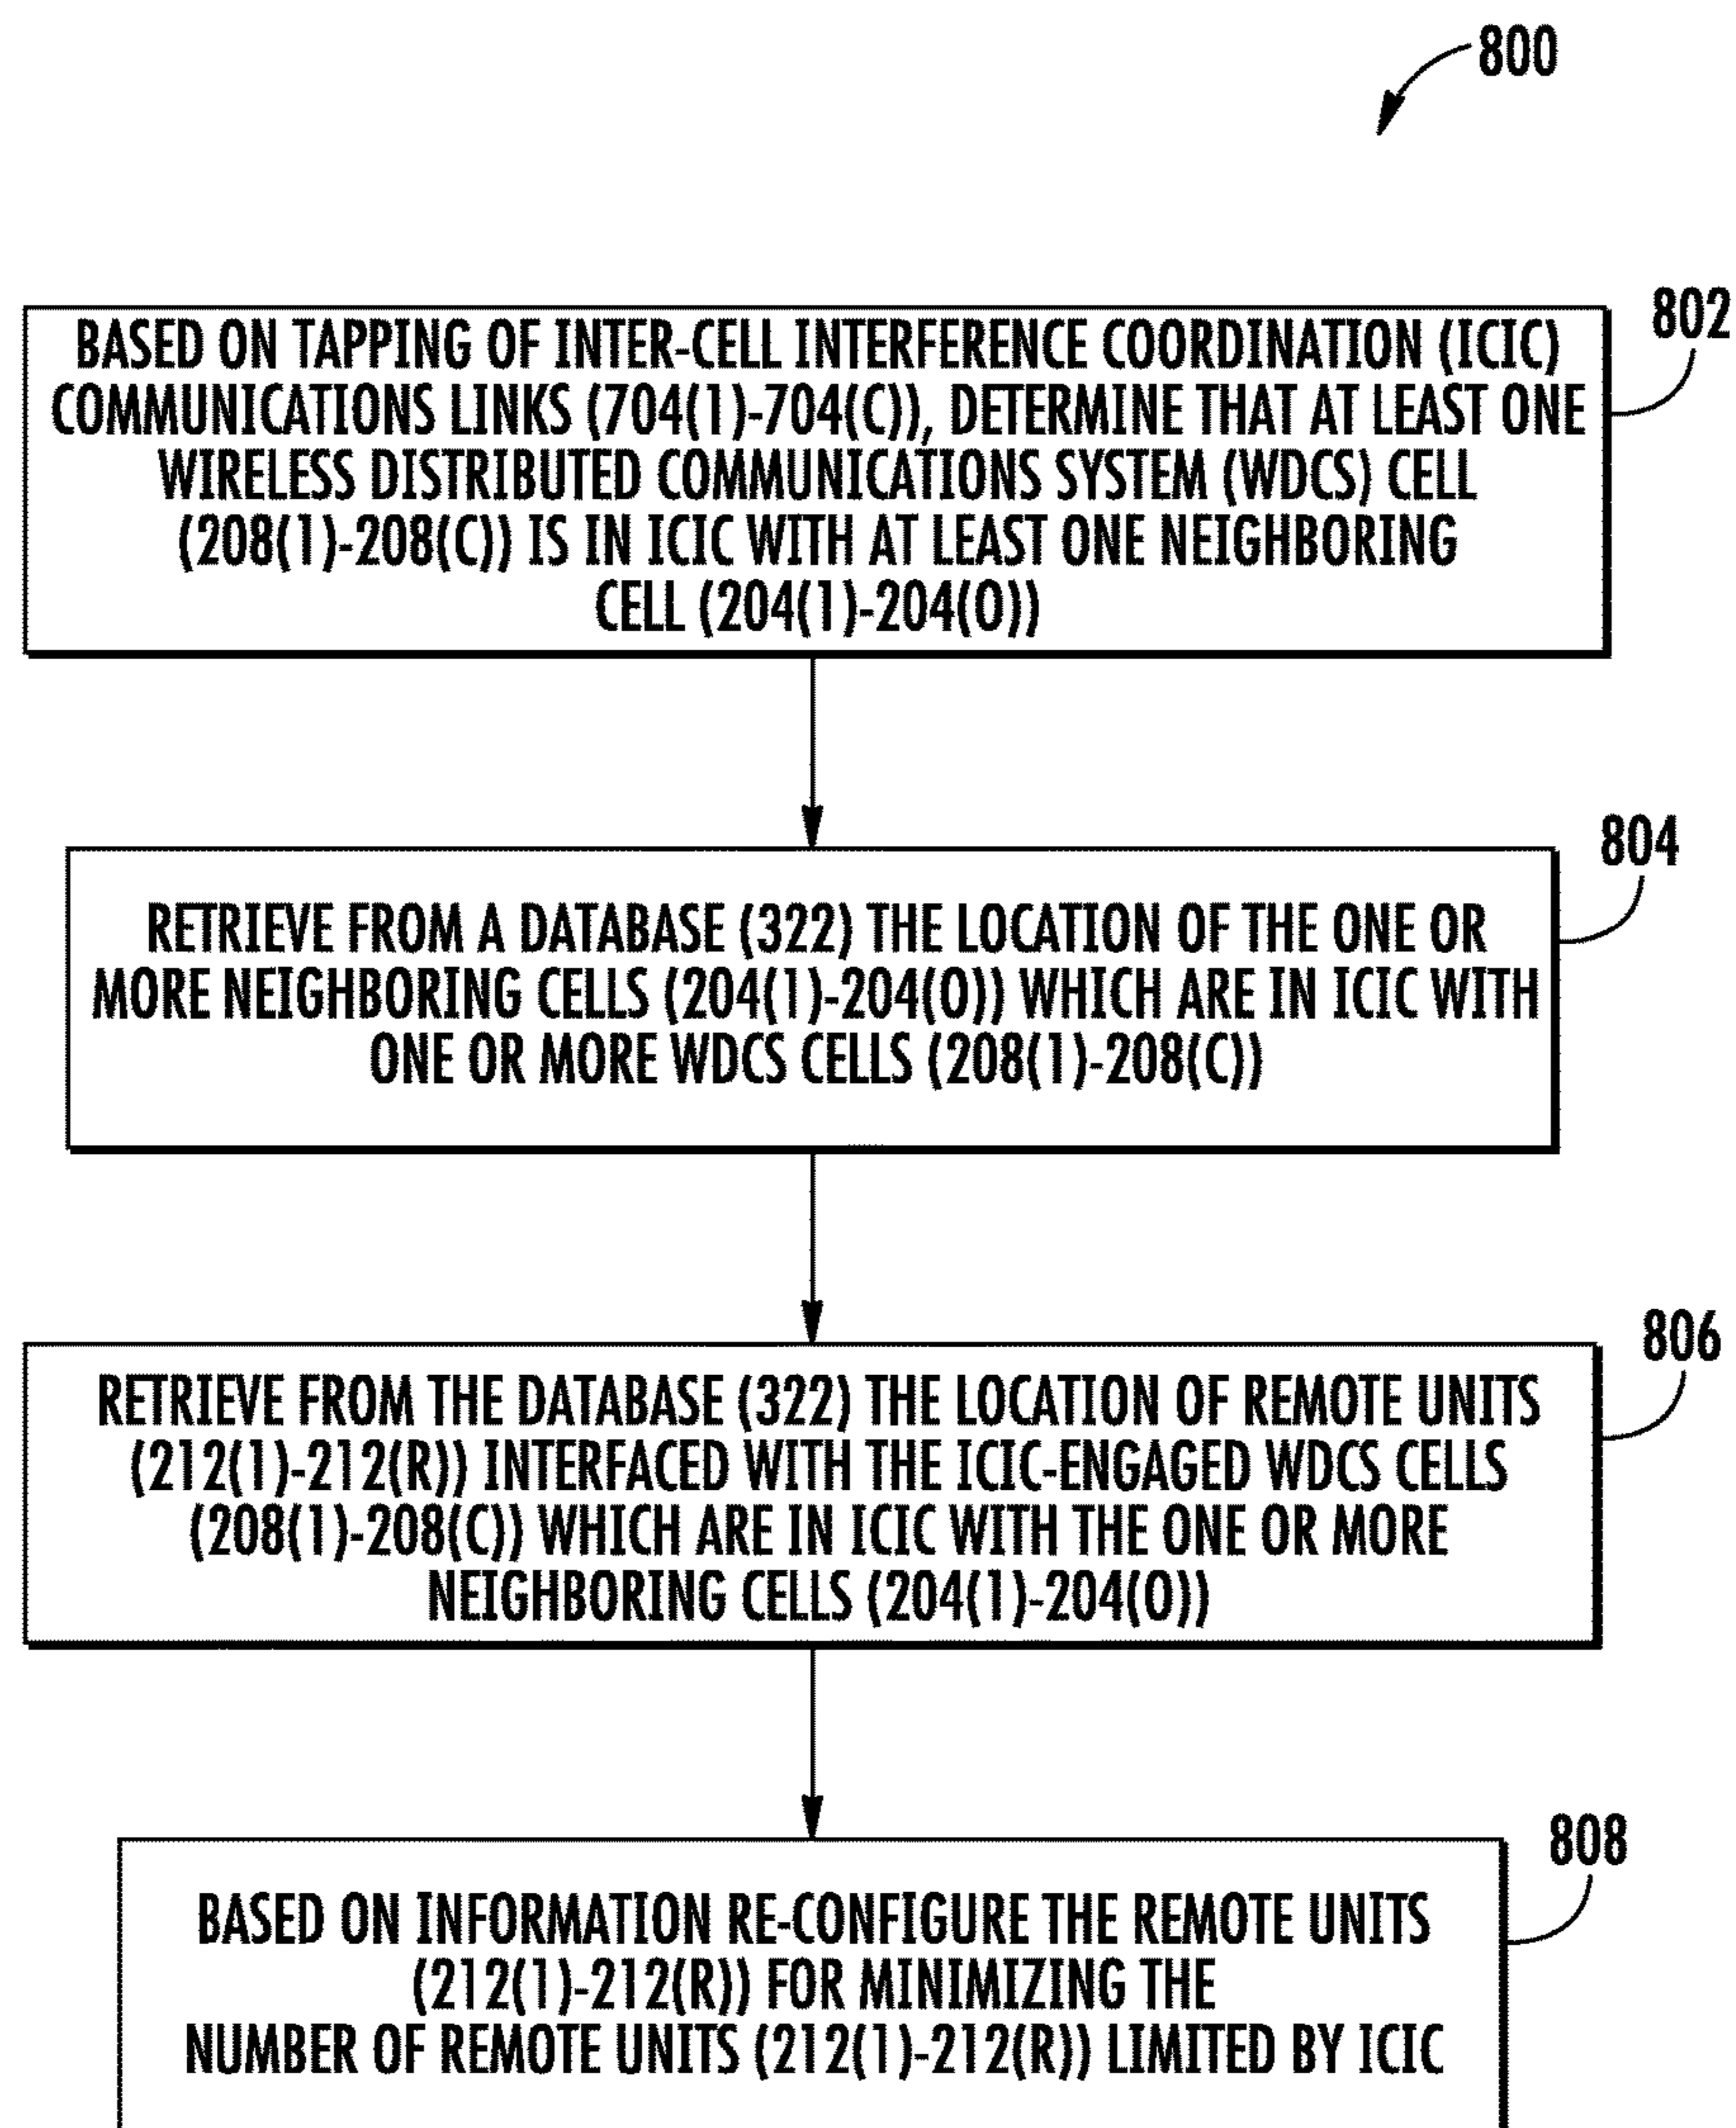 800
802
BASED ON TAPPING OF INTER-CELL INTERFERENCE COORDINATION (ICIC)
COMMUNICATIONS LINKS (704(1)-704(C)), DETERMINE THAT AT LEAST ONE
WIRELESS DISTRIBUTED COMMUNICATIONS SYSTEM (WDCS) CELL
(208(1)-208(C)) IS IN ICIC WITH AT LEAST ONE NEIGHBORING
CELL (204(1)-204(O))
804
RETRIEVE FROM A DATABASE (322) THE LOCATION OF THE ONE OR
MORE NEIGHBORING CELLS (204(1)-204(O)) WHICH ARE IN ICIC WITH
ONE OR MORE WDCS CELLS (208(1)-208(C))
806
RETRIEVE FROM THE DATABASE (322) THE LOCATION OF REMOTE UNITS
(212(1)-212(R)) INTERFACED WITH THE ICIC-ENGAGED WDCS CELLS
(208(1)-208(C)) WHICH ARE IN ICIC WITH THE ONE OR MORE
NEIGHBORING CELLS (204(1)-204(O))
808
BASED ON INFORMATION RE-CONFIGURE THE REMOTE UNITS
(212(1)-212(R)) FOR MINIMIZING THE
NUMBER OF REMOTE UNITS (212(1)-212(R)) LIMITED BY ICIC